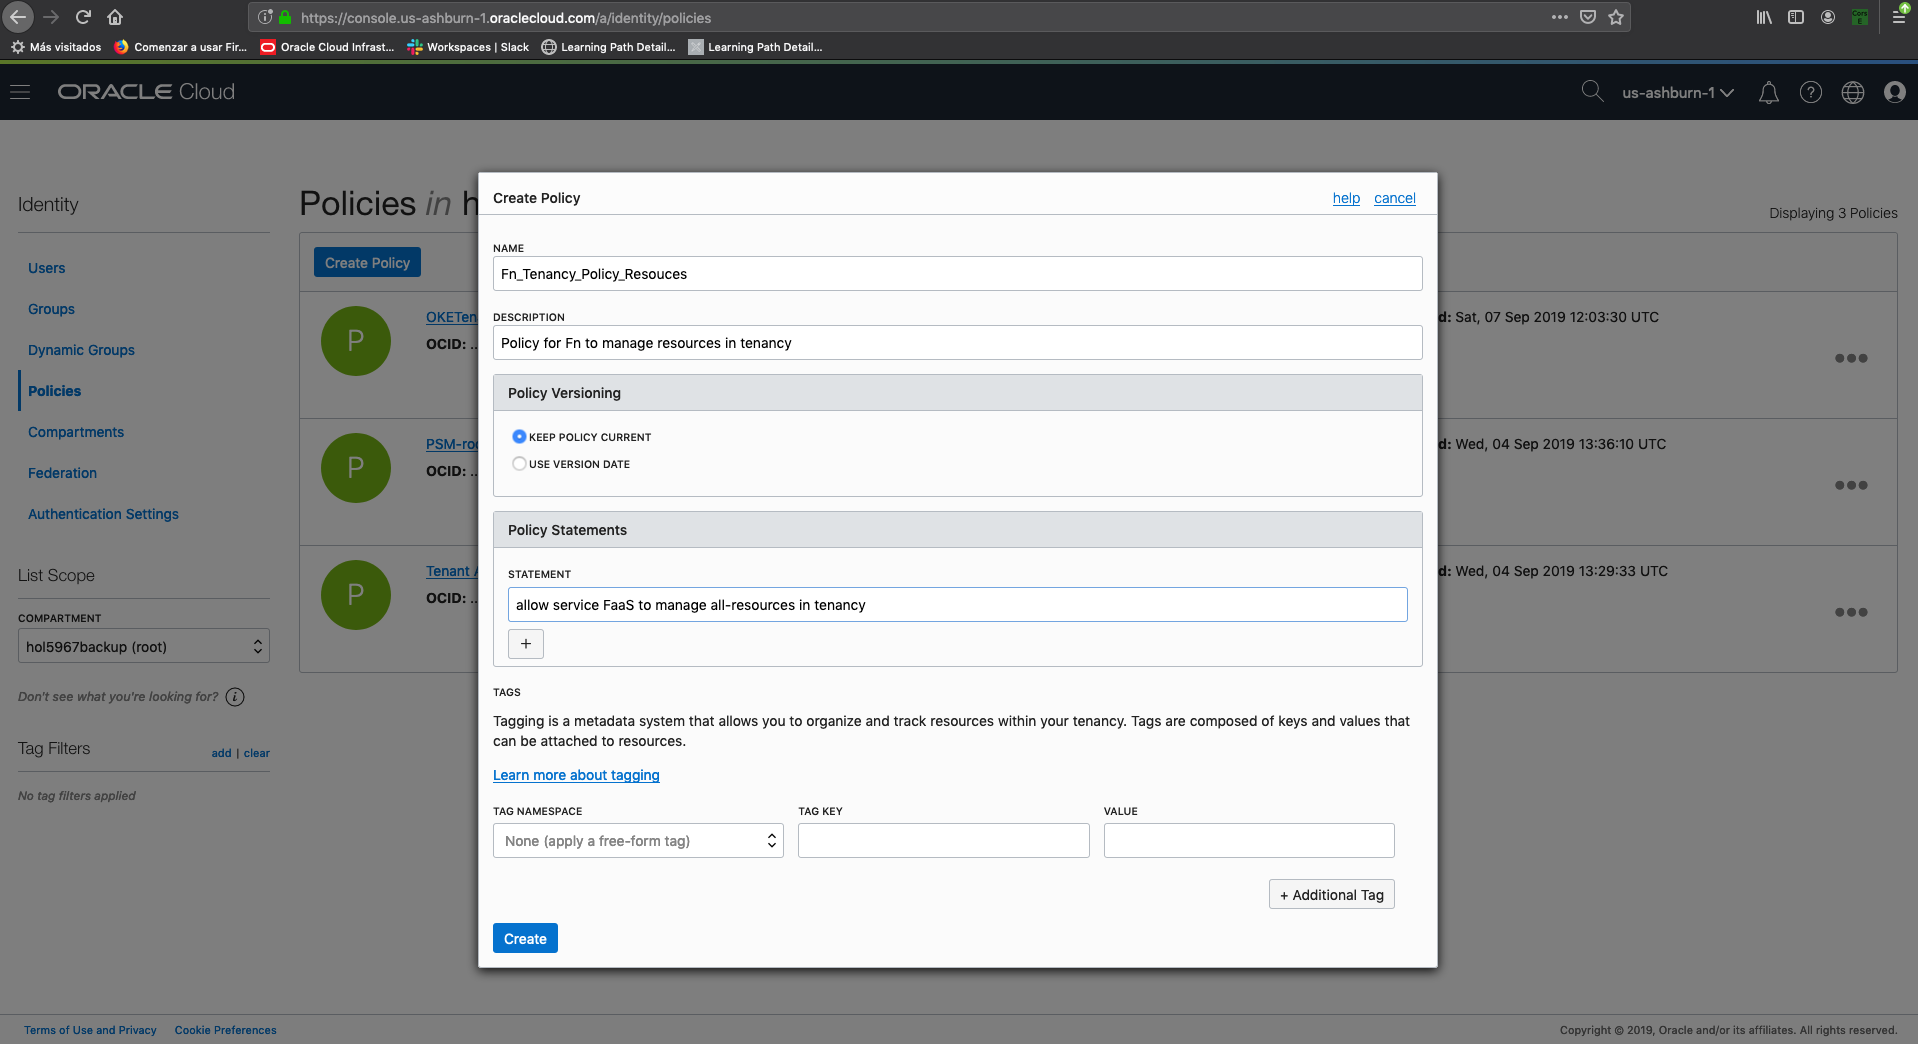 https://console.us-ashburn-1.oraclecloud.com/a/identity/policies
Más visitados
Comenzar a usar Fir...
Oracle Cloud Infrast...
Workspaces | Slack
Learning Path Detail...
Learning Path Detail...
ORACLE Cloud
us-ashburn-1
Identity
Users
Groups
Dynamic Groups
Policies
Compartments
Federation
Authentication Settings
List Scope
COMPARTMENT
hol5967backup (root)
Don't see what you're looking for?
Tag Filters
add | clear
No tag filters applied
Policies in h
Displaying 3 Policies
Create Policy
P
OKETen
OCID: ..
d: Sat, 07 Sep 2019 12:03:30 UTC
P
PSM-roo
OCID: ..
d: Wed, 04 Sep 2019 13:36:10 UTC
P
Tenant
OCID: ..
d: Wed, 04 Sep 2019 13:29:33 UTC
Create Policy
help cancel
NAME
Fn_Tenancy_Policy_Resouces
DESCRIPTION
Policy for Fn to manage resources in tenancy
Policy Versioning
KEEP POLICY CURRENT
USE VERSION DATE
Policy Statements
STATEMENT
allow service FaaS to manage all-resources in tenancy
+
TAGS
Tagging is a metadata system that allows you to organize and track resources within your tenancy. Tags are composed of keys and values that
can be attached to resources.
Learn more about tagging
TAG NAMESPACE
None (apply a free-form tag)
TAG KEY
VALUE
+ Additional Tag
Create
Terms of Use and Privacy
Cookie Preferences
Copyright © 2019, Oracle and/or its affiliates. All rights reserved.